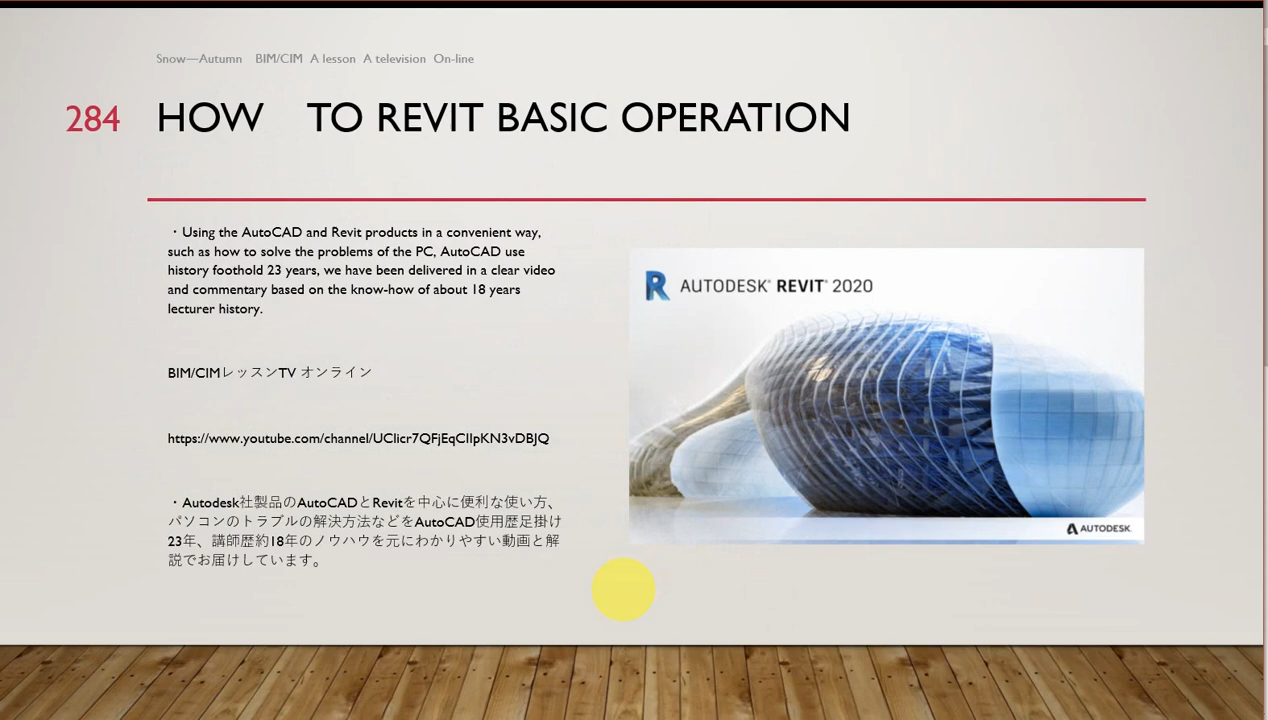 Snow—Autumn BIM/CIM A lesson A television On-line
284 HOW TO REVIT BASIC OPERATION
・Using the AutoCAD and Revit products in a convenient way,
such as how to solve the problems of the PC, AutoCAD use
history foothold 23 years, we have been delivered in a clear video
and commentary based on the know-how of about 18 years
lecturer history.
BIM/CIMレッスンTV オンライン
https://www.youtube.com/channel/UClicr7QFjEqCIlpKN3vDBJQ
・Autodesk社製品のAutoCADとRevitを中心に便利な使い方、
パソコンのトラブルの解決方法などをAutoCAD使用歴足掛け
23年、講師歴約18年のノウハウを元にわかりやすい動画と解
説でお届けしています。
R AUTODESK® REVIT® 2020
AUTODESK.